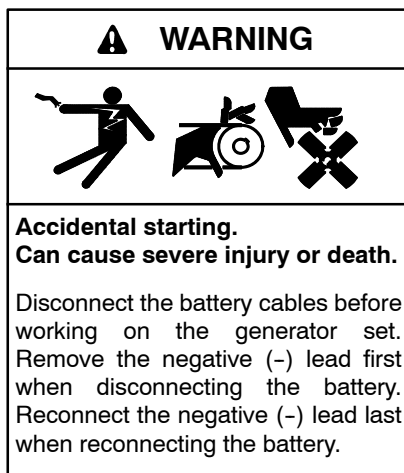 WARNING
Accidental starting.
Can cause severe injury or death.
Disconnect the battery cables before
working on the generator set.
Remove the negative (–) lead first
when disconnecting the battery.
Reconnect the negative (–) lead last
when reconnecting the battery.